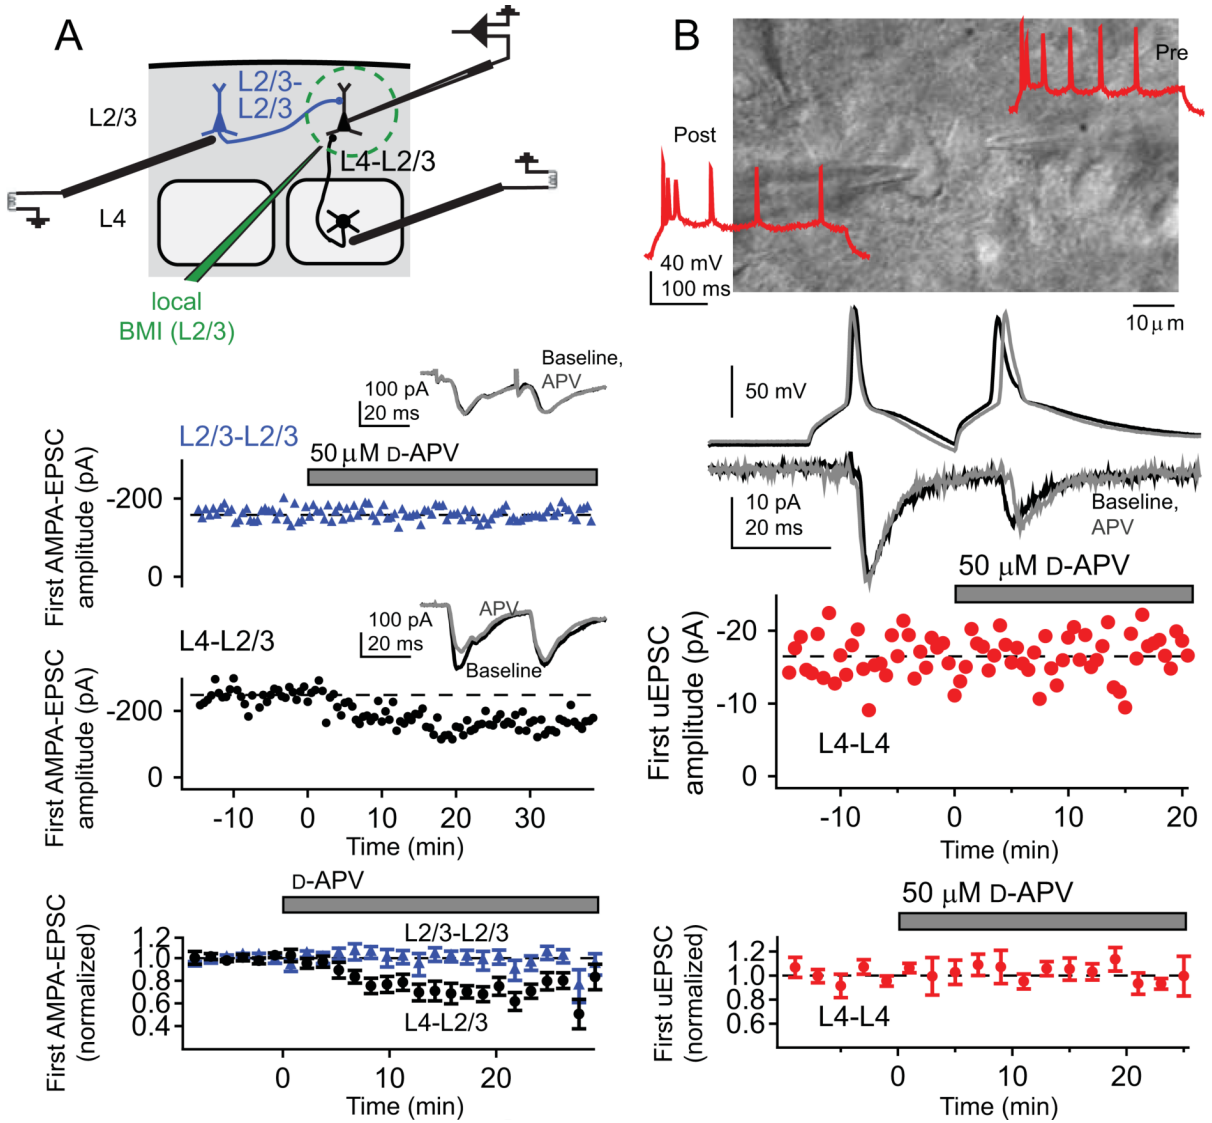 A
L2/3-
L2/3
L2/3
L4-L2/3
L4
local
BMI (L2/3)
Baseline,
APV
100 pA
20 ms
L2/3-L2/3
50 µM D-APV
First AMPA-EPSC
amplitude (pA)
-200
0
100 pA
20 ms
APV
Baseline
L4-L2/3
First AMPA-EPSC
amplitude (pA)
-200
0
-10
0
10
20
30
Time (min)
D-APV
First AMPA-EPSC
(normalized)
1.2
1.0
0.8
0.6
0.4
L2/3-L2/3
L4-L2/3
0
10
20
Time (min)
B
Pre
Post
40 mV
100 ms
10 µm
50 mV
10 pA
20 ms
Baseline,
APV
50 µM D-APV
First uEPSC
amplitude (pA)
-20
-10
0
L4-L4
-10
0
10
20
Time (min)
50 µM D-APV
First uEPSC
(normalized)
1.2
1.0
0.8
0.6
L4-L4
0
10
20
Time (min)